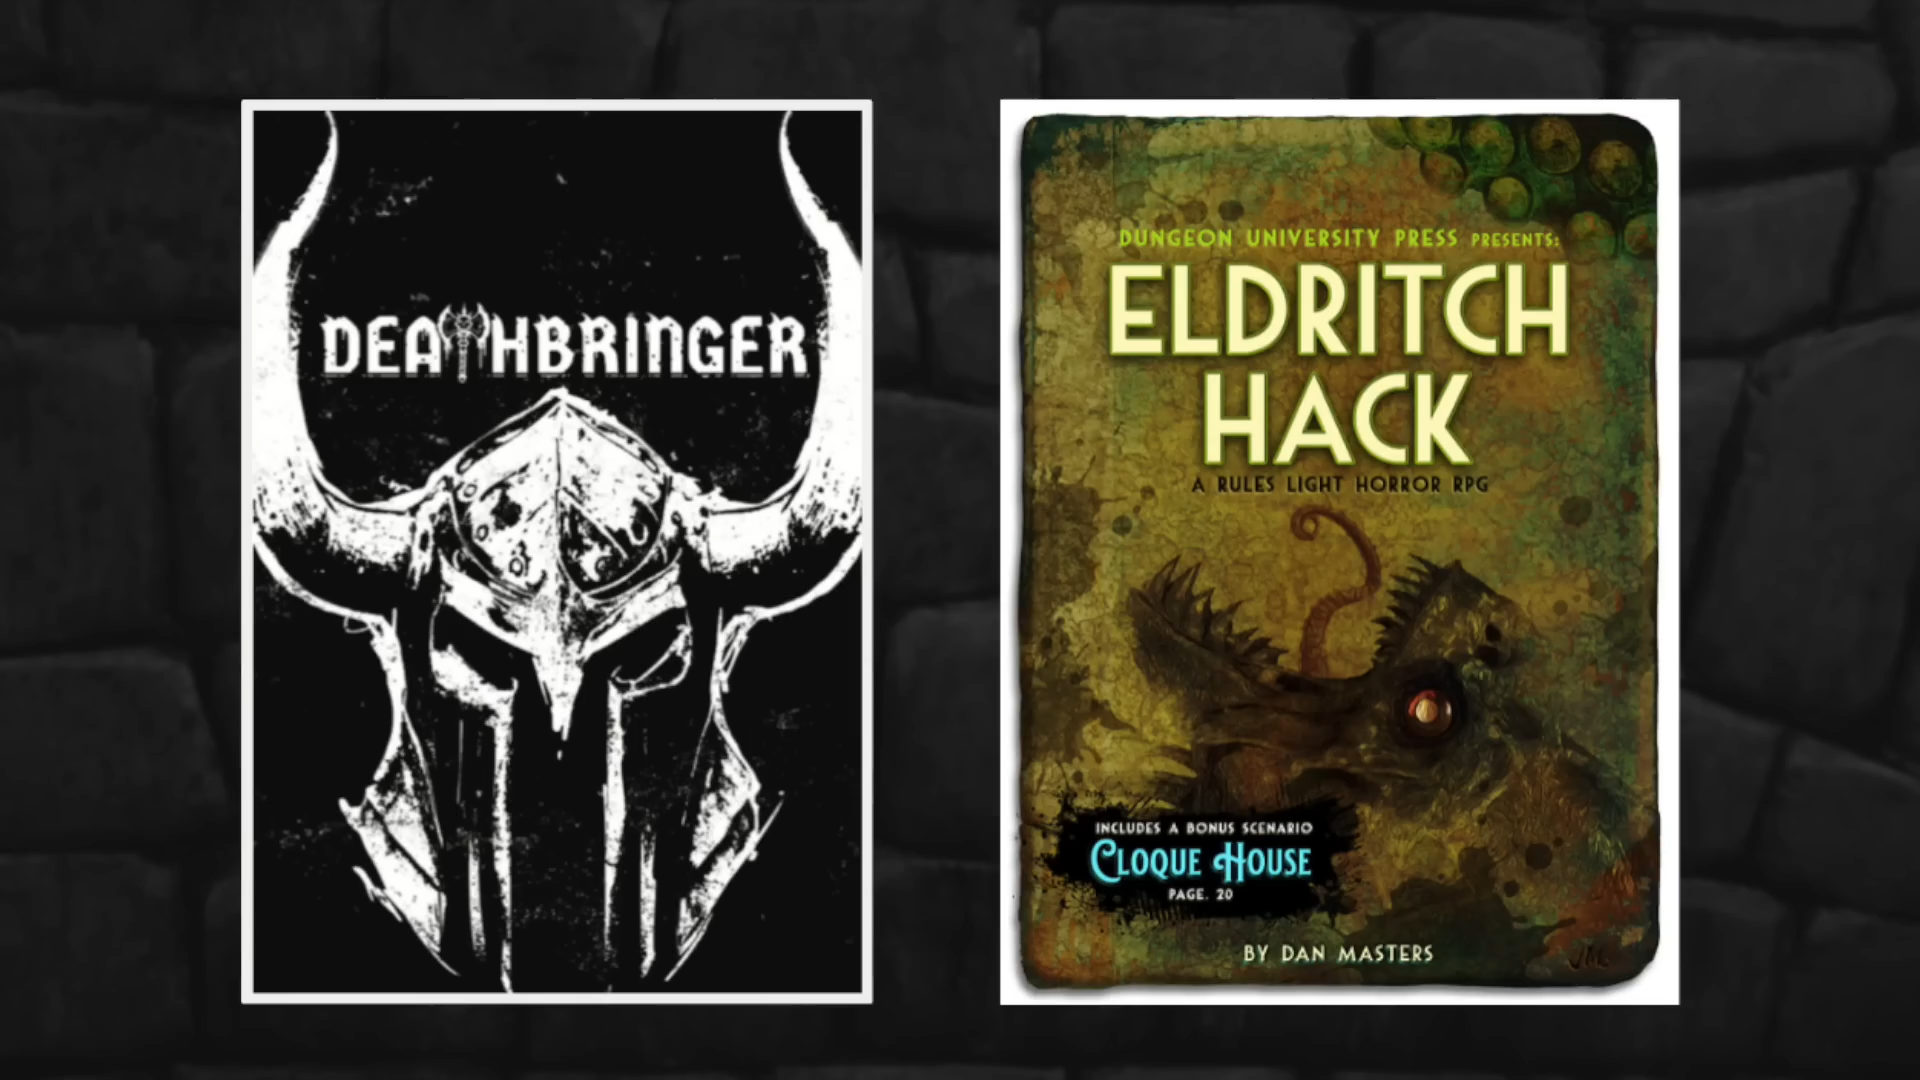 DEATHBRINGER
DUNGEON UNIVERSITY PRESS PRESENTS:
ELDRITCH
HACK
A RULES LIGHT HORROR RPG
INCLUDES A BONUS SCENARIO
CLOQUE HOUSE
PAGE. 20
BY DAN MASTERS